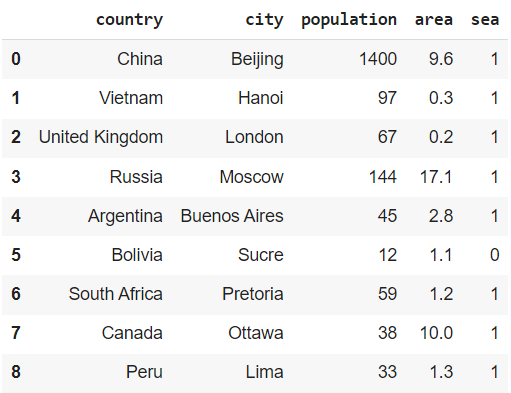 country city population area sea
0 China Beijing 1400 9.6 1
1 Vietnam Hanoi 97 0.3 1
2 United Kingdom London 67 0.2 1
3 Russia Moscow 144 17.1 1
4 Argentina Buenos Aires 45 2.8 1
5 Bolivia Sucre 12 1.1 0
6 South Africa Pretoria 59 1.2 1
7 Canada Ottawa 38 10.0 1
8 Peru Lima 33 1.3 1